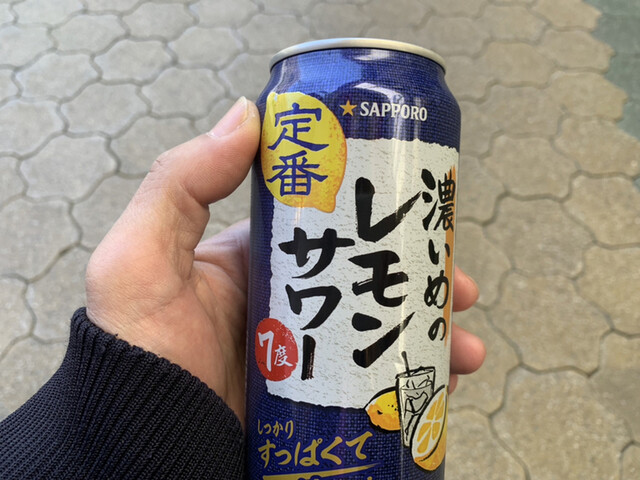 ★SAPPORO
定番
濃いめの
レモン
サワー
7度
しっかり
すっぱくて